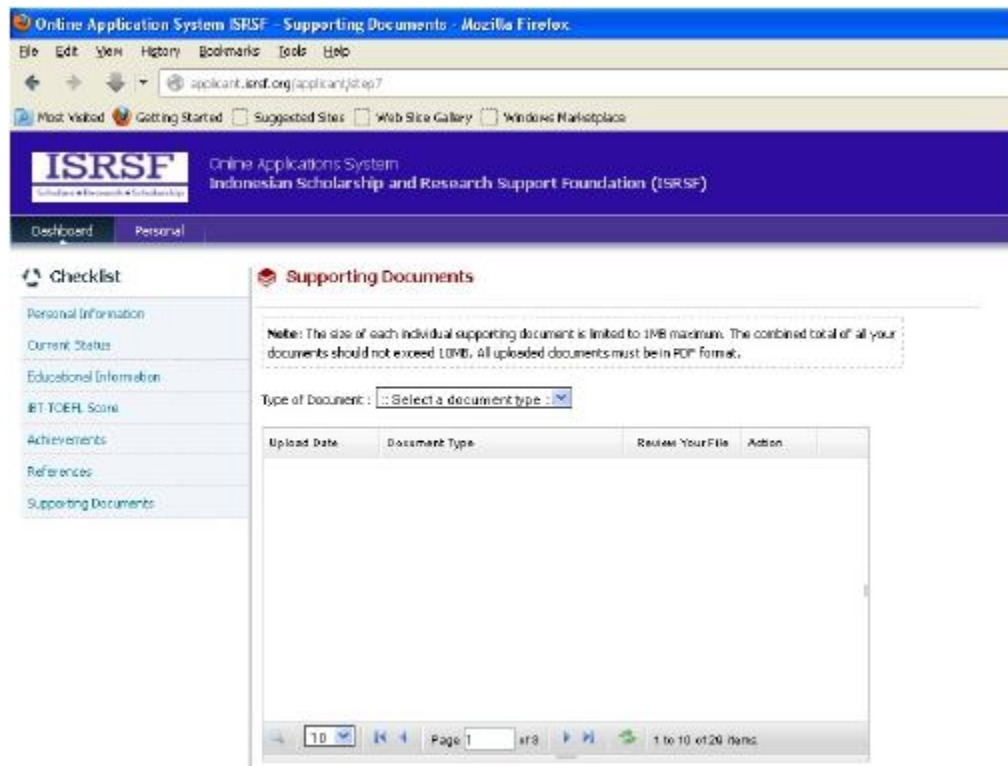 Online Application System ISRSF - Supporting Documents - Mozilla Firefox
File Edit View History Bookmarks Tools Help
applicant.isrsf.org/applicant/step7
Most Visited Getting Started Suggested Sites Web Slice Gallery Windows Marketplace
ISRSF
Online Applications System
Indonesian Scholarship and Research Support Foundation (ISRSF)
Dashboard Personal
Checklist
Personal Information
Current Status
Educational Information
IBT TOEFL Score
Achievements
References
Supporting Documents
Supporting Documents
Note: The size of each individual supporting document is limited to 1MB maximum. The combined total of all your
documents should not exceed 10MB. All uploaded documents must be in PDF format.
Type of Document : :: Select a document type :
Upload Date Document Type Review Your File Action
10 Page 1 of 3 1 to 10 of 26 items